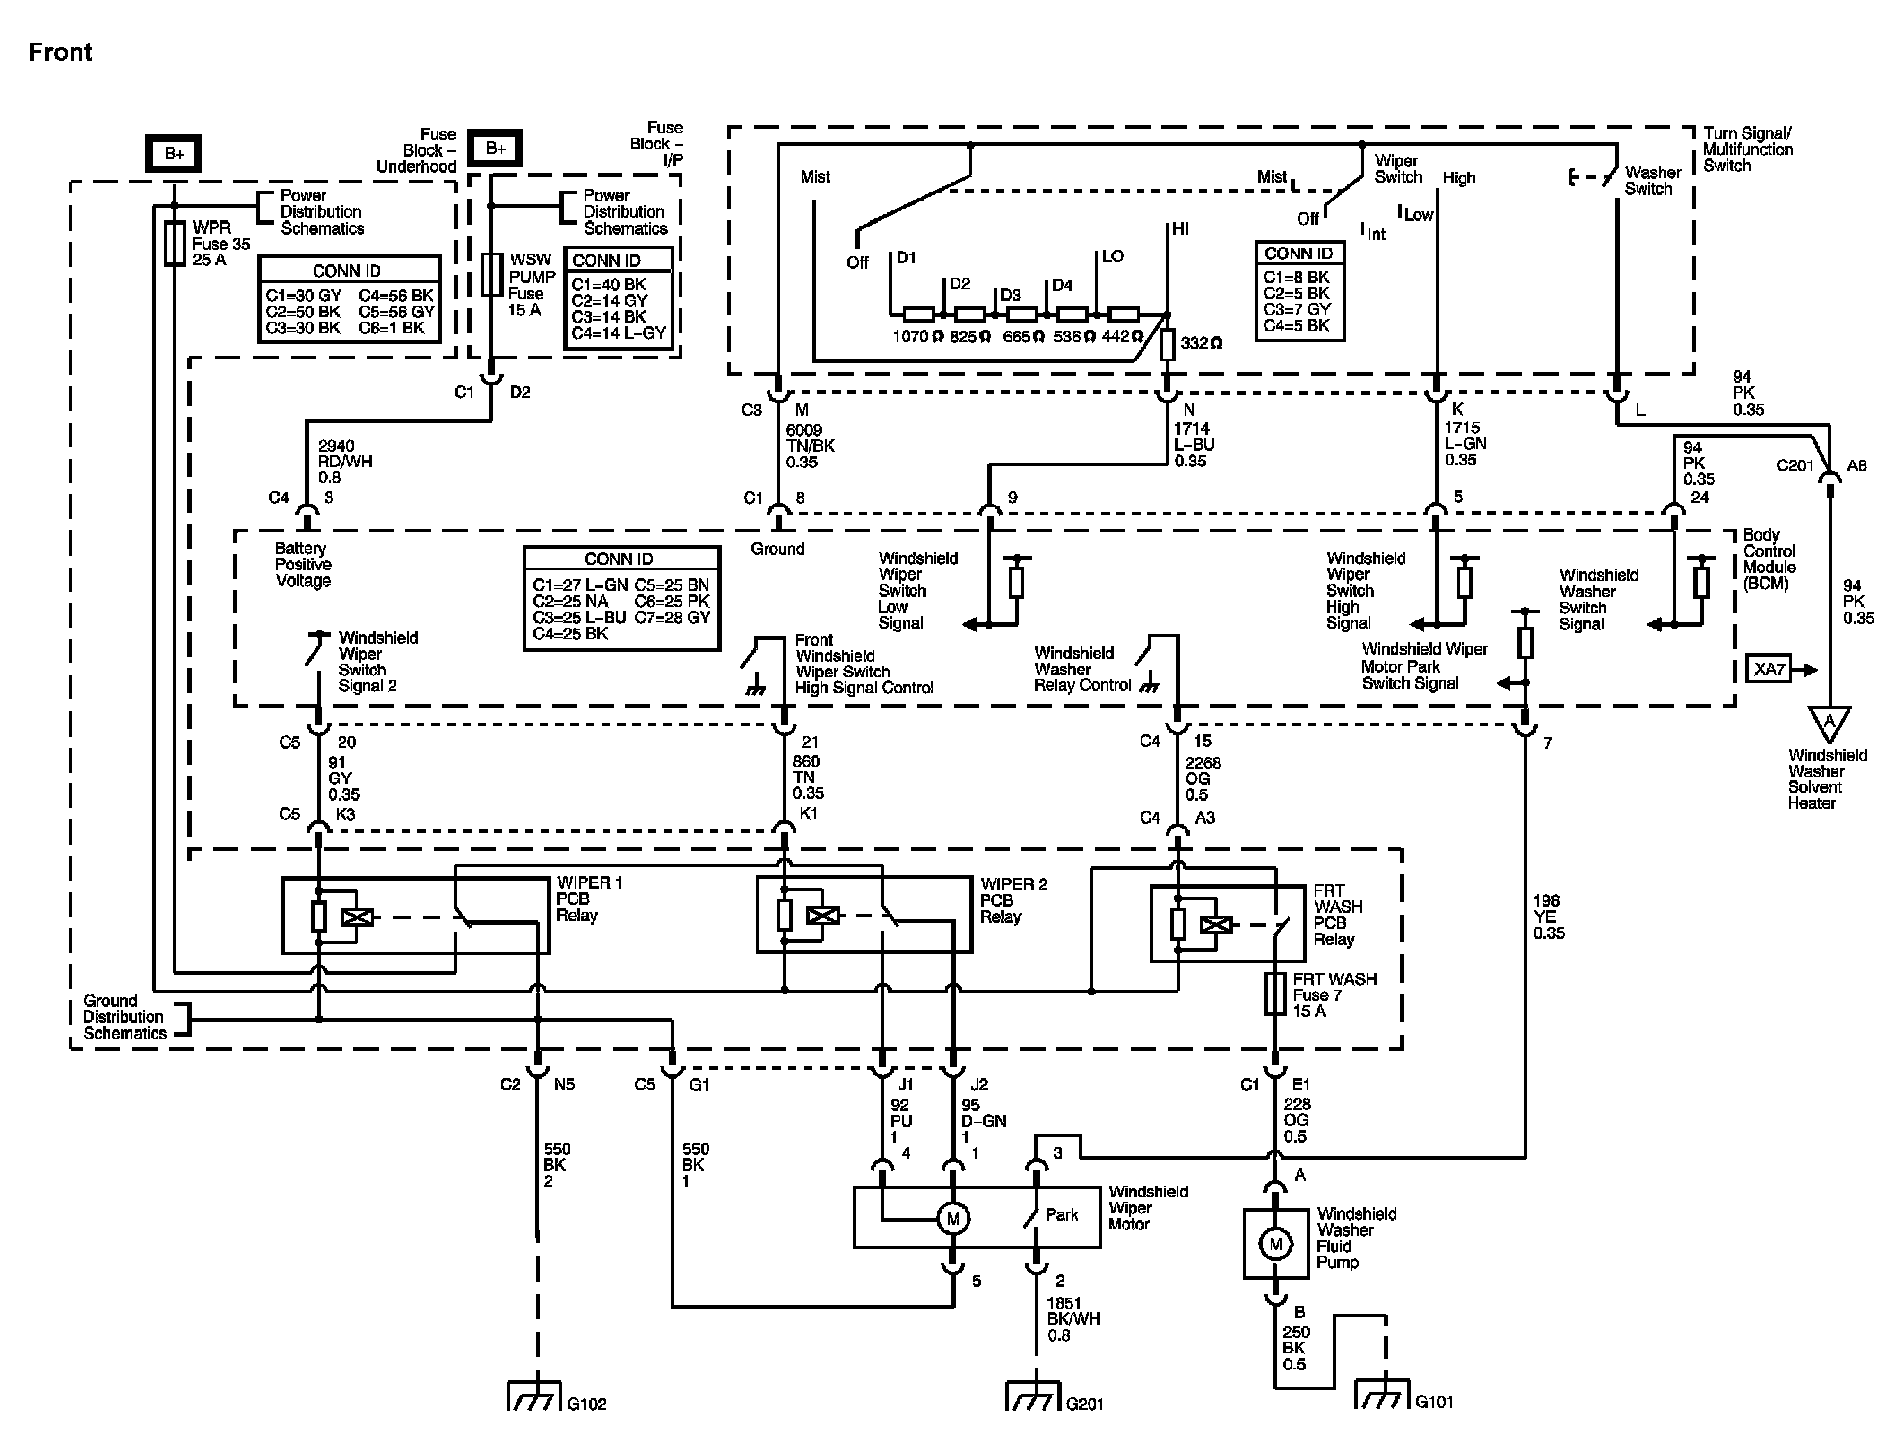 Front
B+
Fuse
Block –
Underhood
B+
Fuse
Block –
I/P
Power
Distribution
Schematics
WPR
Fuse 35
25 A
CONN ID
C1=30 GY C4=56 BK
C2=50 BK C5=56 GY
C3=30 BK C6=1 BK
Power
Distribution
Schematics
WSW
PUMP
Fuse
15 A
CONN ID
C1=40 BK
C2=14 GY
C3=14 BK
C4=14 L-GY
C1 D2
Turn Signal/
Multifunction
Switch
Mist
Off
D1
D2
D3
D4
LO
HI
1070 Ω 825 Ω 665 Ω 536 Ω 442 Ω
332 Ω
Mist
Off
Int
Low
Wiper
Switch
High
Washer
Switch
CONN ID
C1=8 BK
C2=5 BK
C3=7 GY
C4=5 BK
C3 M
6009
TN/BK
0.35
N
1714
L-BU
0.35
K
1715
L-GN
0.35
L
94
PK
0.35
94
PK
0.35
C201 A8
2940
RD/WH
0.8
C4 3
C1 8
9
5
24
Body
Control
Module
(BCM)
Battery
Positive
Voltage
CONN ID
C1=27 L-GN C5=25 BN
C2=25 NA C6=25 PK
C3=25 L-BU C7=28 GY
C4=25 BK
Ground
Windshield
Wiper
Switch
Low
Signal
Windshield
Wiper
Switch
High
Signal
Windshield
Washer
Switch
Signal
94
PK
0.35
Windshield
Wiper
Switch
Signal 2
Front
Windshield
Wiper Switch
High Signal Control
Windshield
Washer
Relay Control
Windshield Wiper
Motor Park
Switch Signal
XA7
A
Windshield
Washer
Solvent
Heater
C5 20
91
GY
0.35
C5 K3
21
860
TN
0.35
K1
C4 15
2268
OG
0.5
C4 A3
7
196
YE
0.35
WIPER 1
PCB
Relay
WIPER 2
PCB
Relay
FRT
WASH
PCB
Relay
FRT WASH
Fuse 7
15 A
Ground
Distribution
Schematics
C2 N5
C5 G1
J1
92
PU
1
4
J2
95
D-GN
1
1
C1 E1
228
OG
0.5
550
BK
2
550
BK
1
3
A
Park
M
Windshield
Wiper
Motor
M
Windshield
Washer
Fluid
Pump
5
2
1851
BK/WH
0.8
B
250
BK
0.5
G102
G201
G101